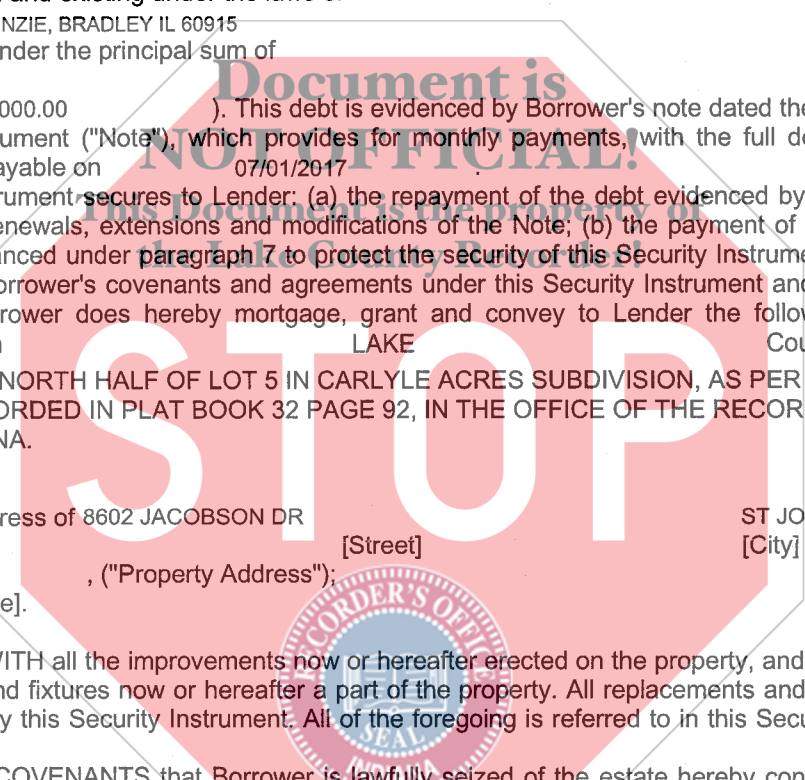 NZIE, BRADLEY IL 60915
nder the principal sum of
Document is
000.00 ). This debt is evidenced by Borrower's note dated the
ument ("Note"), which provides for monthly payments, with the full de
NOT OFFICIAL!
ayable on 07/01/2017 .
rument secures to Lender: (a) the repayment of the debt evidenced by
This Document is the property of
enewals, extensions and modifications of the Note; (b) the payment of
anced under paragraph 7 to protect the security of this Security Instrume
the Lake County Recorder!
orrower's covenants and agreements under this Security Instrument and
rower does hereby mortgage, grant and convey to Lender the follow
LAKE Cou
NORTH HALF OF LOT 5 IN CARLYLE ACRES SUBDIVISION, AS PER
ORDED IN PLAT BOOK 32 PAGE 92, IN THE OFFICE OF THE RECOR
NA.
STOP
ress of 8602 JACOBSON DR ST JO
[Street] [City]
, ("Property Address");
e].
RECORDER'S OFFICE
WITH all the improvements now or hereafter erected on the property, and
nd fixtures now or hereafter a part of the property. All replacements and
y this Security Instrument. All of the foregoing is referred to in this Secu
SEAL
INDIANA
COVENANTS that Borrower is lawfully seized of the estate hereby con